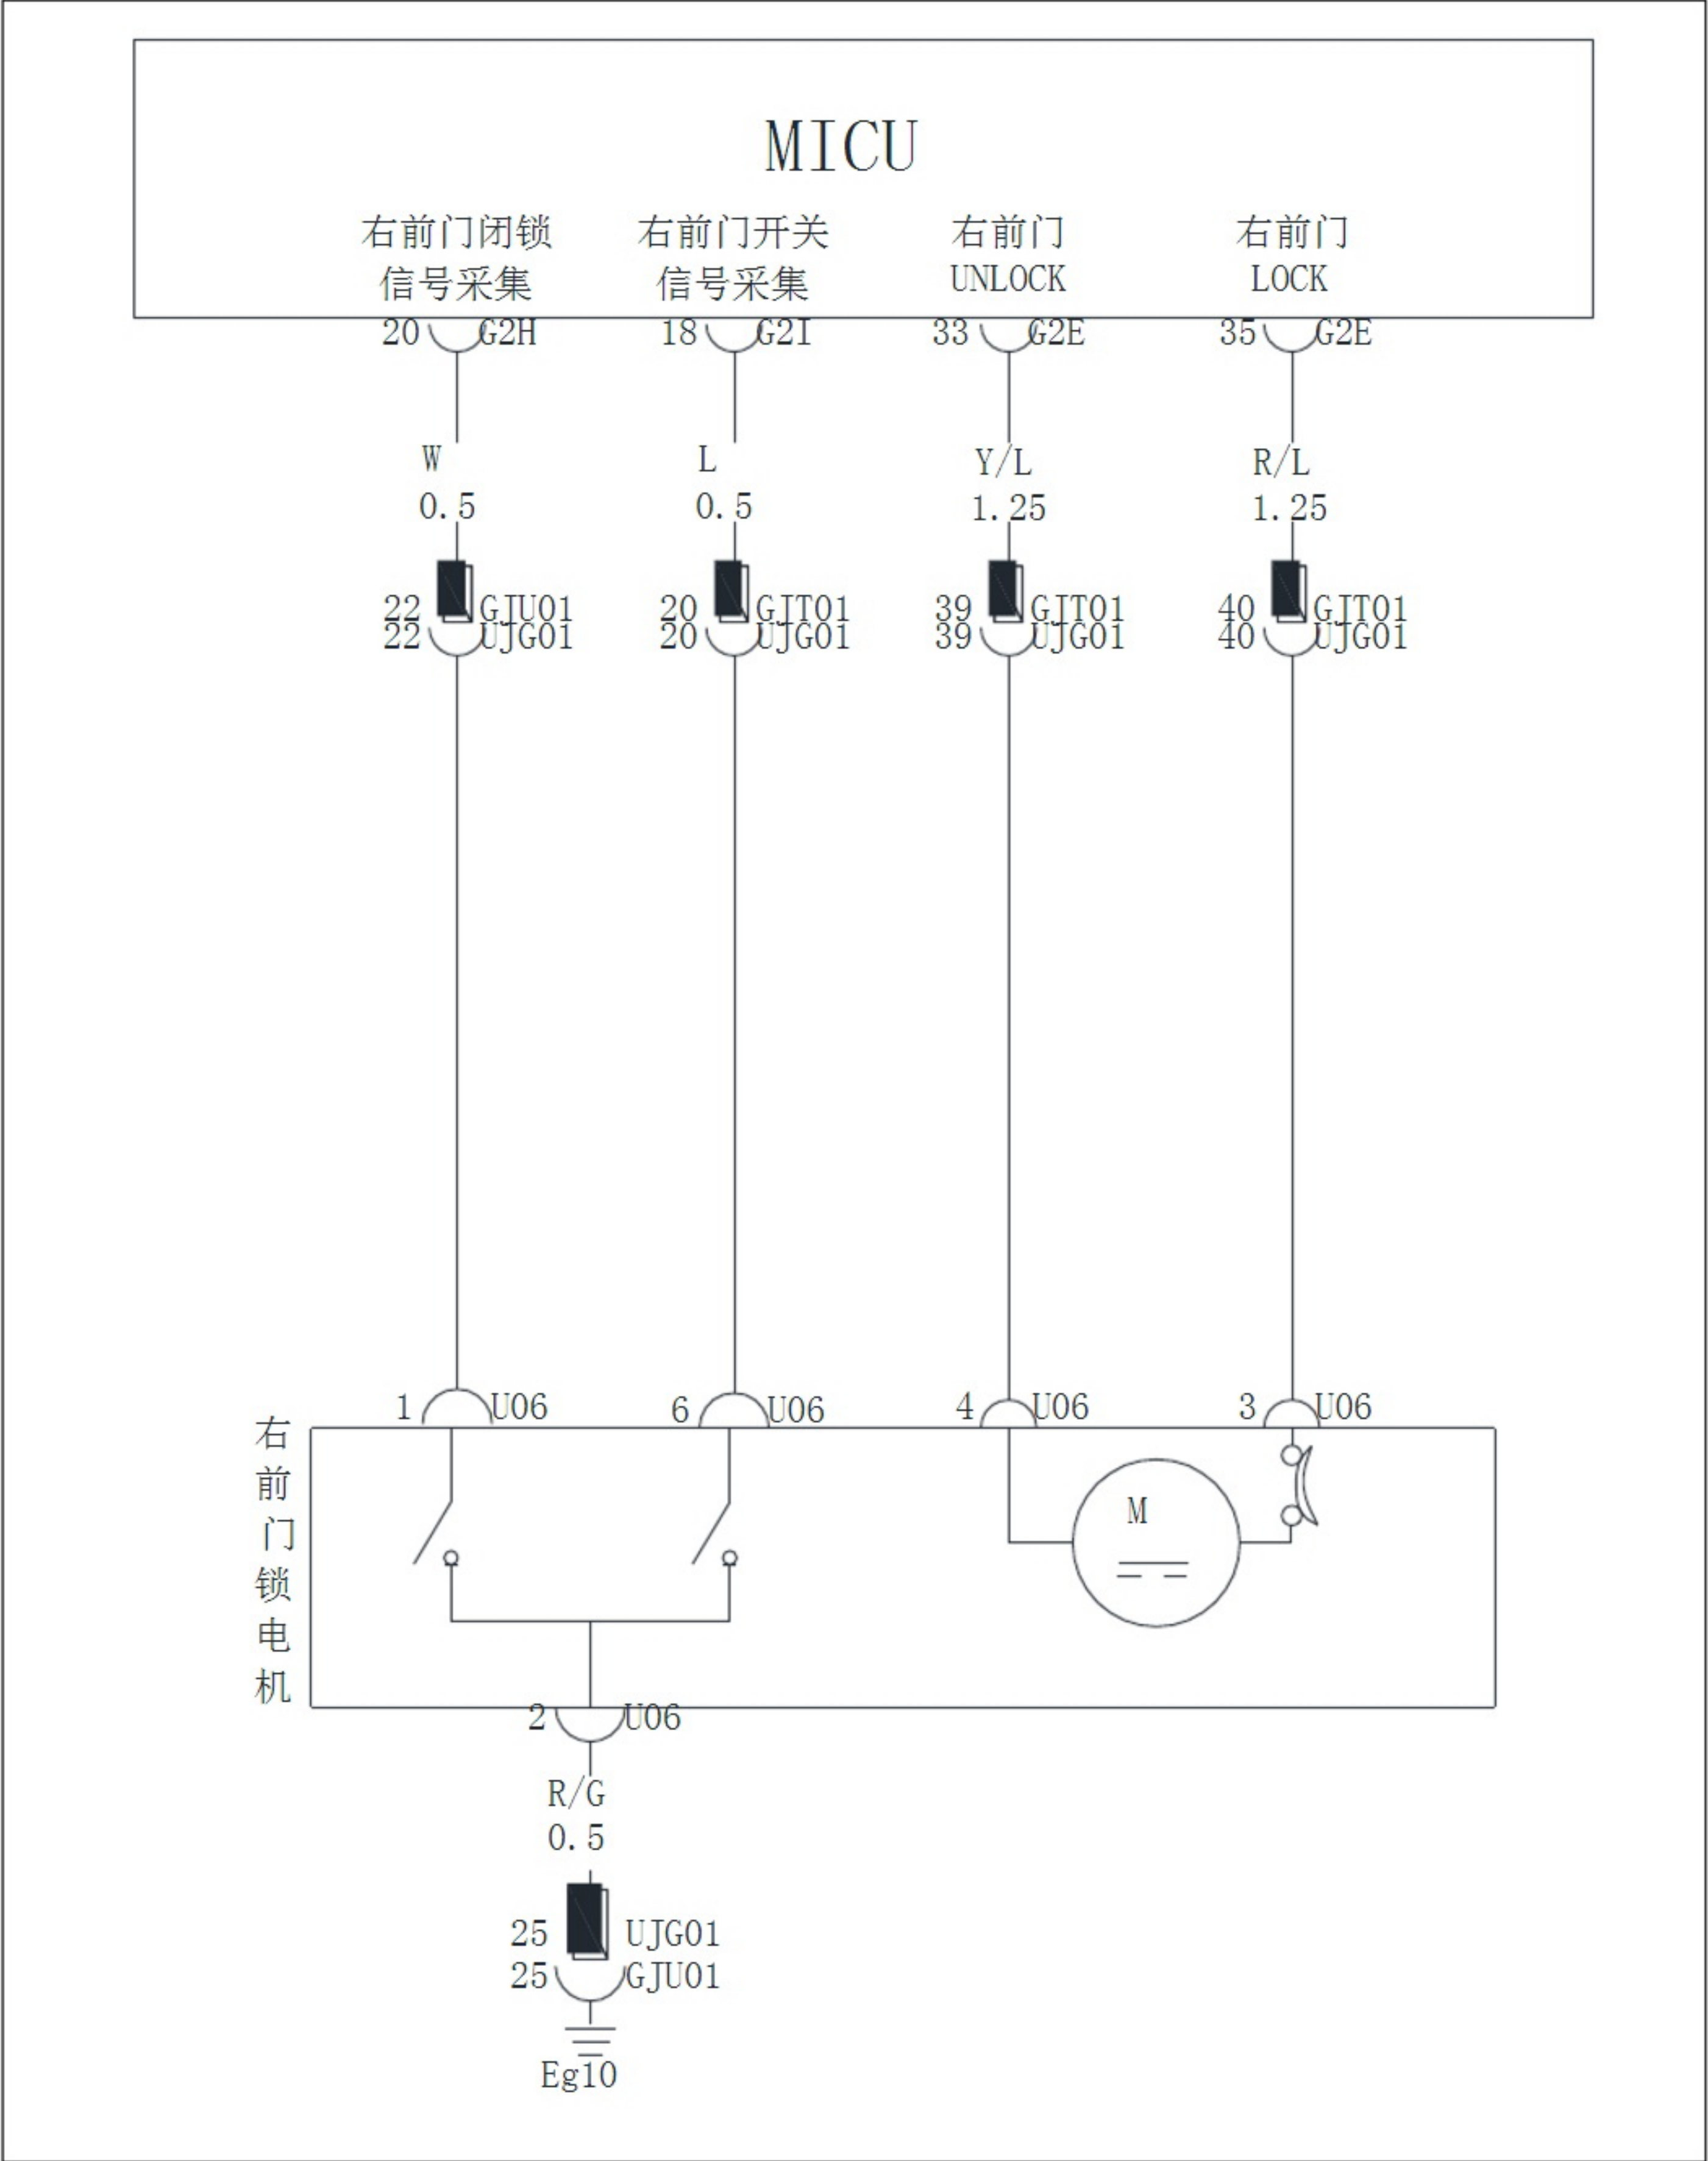 MICU
右前门闭锁 右前门开关 右前门 右前门
信号采集 信号采集 UNLOCK LOCK
20 G2H 18 G2I 33 G2E 35 G2E
W L Y/L R/L
0.5 0.5 1.25 1.25
22 GJU01 20 GJT01 39 GJT01 40 GJT01
22 UJG01 20 UJG01 39 UJG01 40 UJG01
1 U06 6 U06 4 U06 3 U06
右前门锁电机
M
2 U06
R/G
0.5
25 UJG01
25 GJU01
Eg10